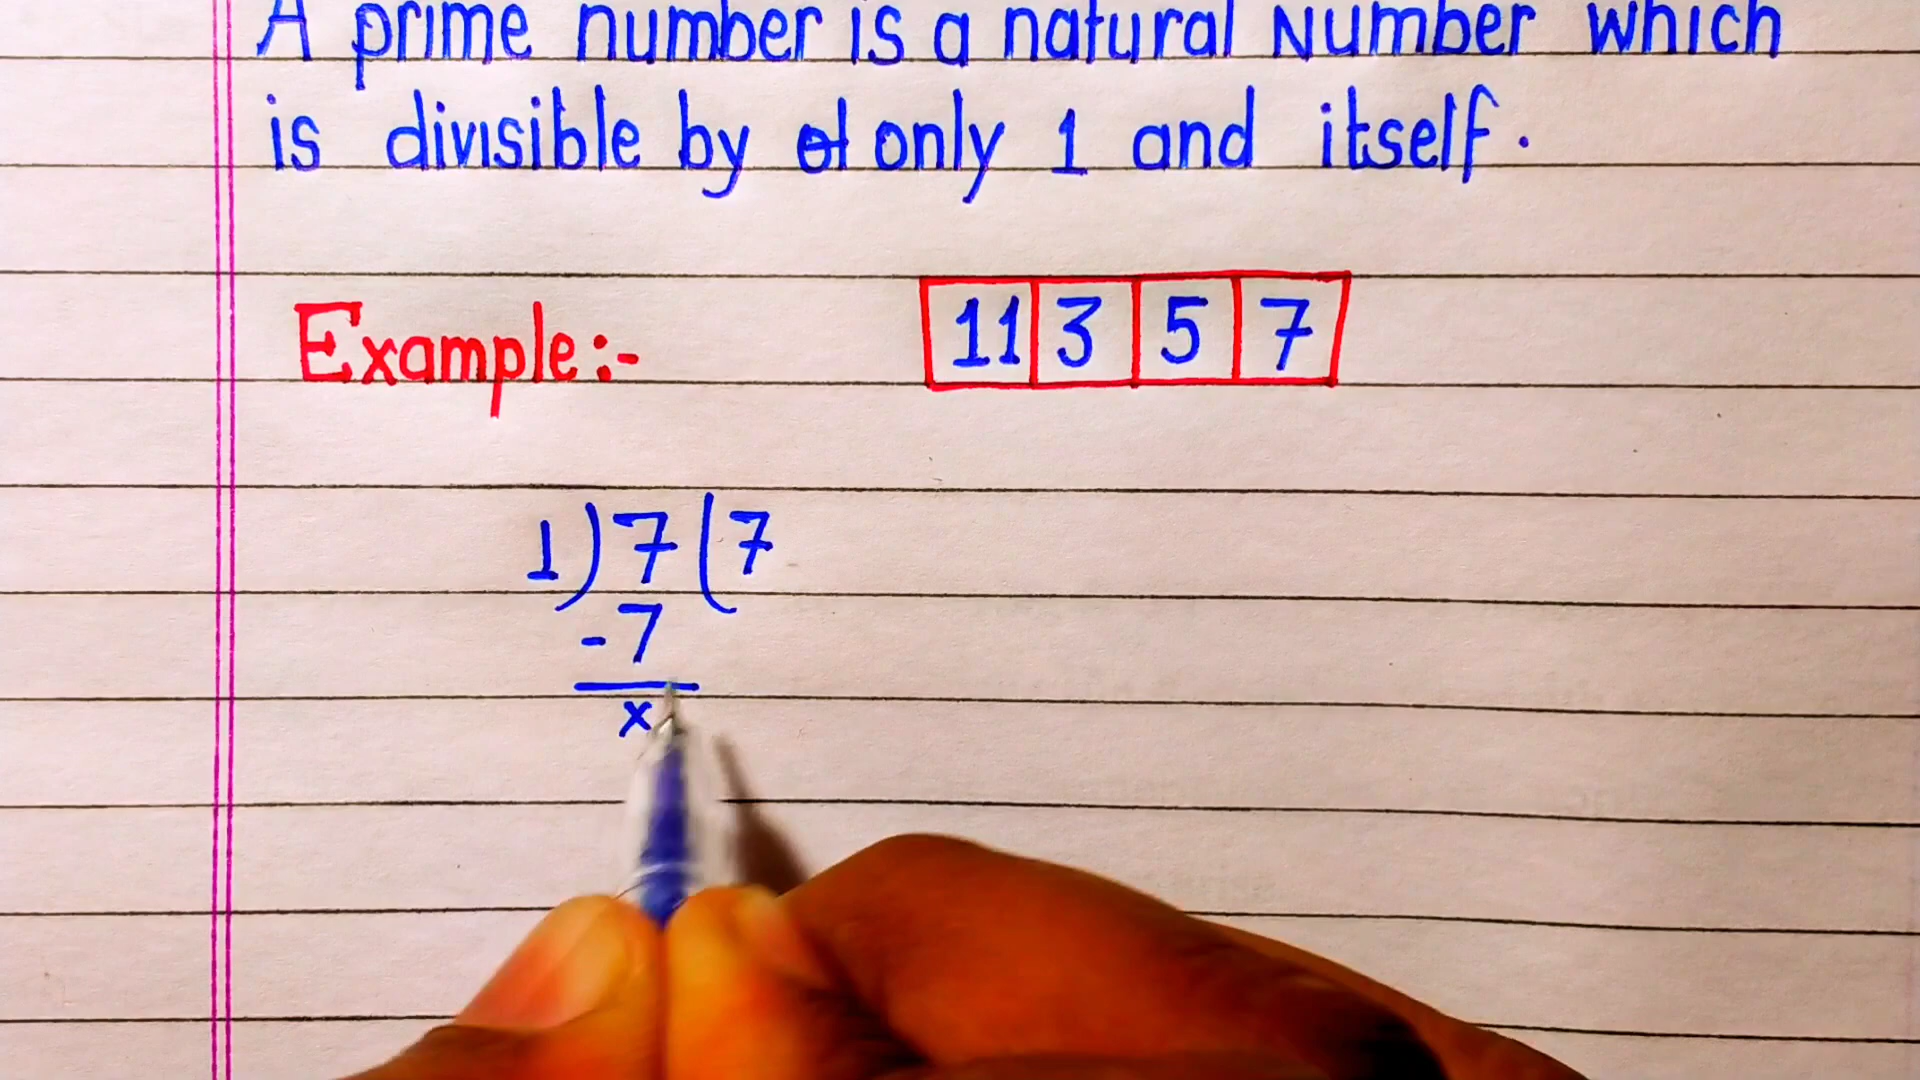 A prime number is a natural Number which
is divisible by of only 1 and itself.
Example:- 11 3 5 7
1)7(7
-7
x